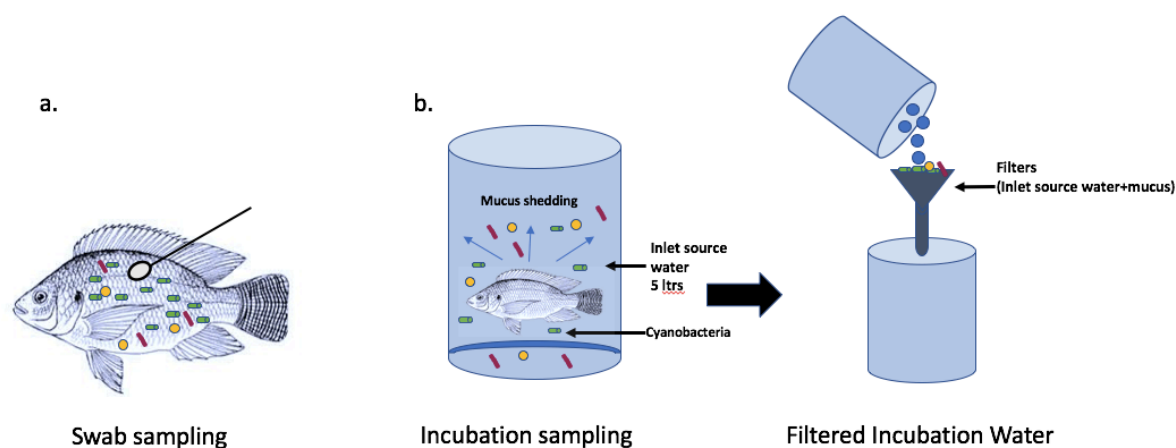 a.
b.
Mucus shedding
Inlet source
water
5 ltrs
Cyanobacteria
Filters
(Inlet source water+mucus)
Swab sampling
Incubation sampling
Filtered Incubation Water